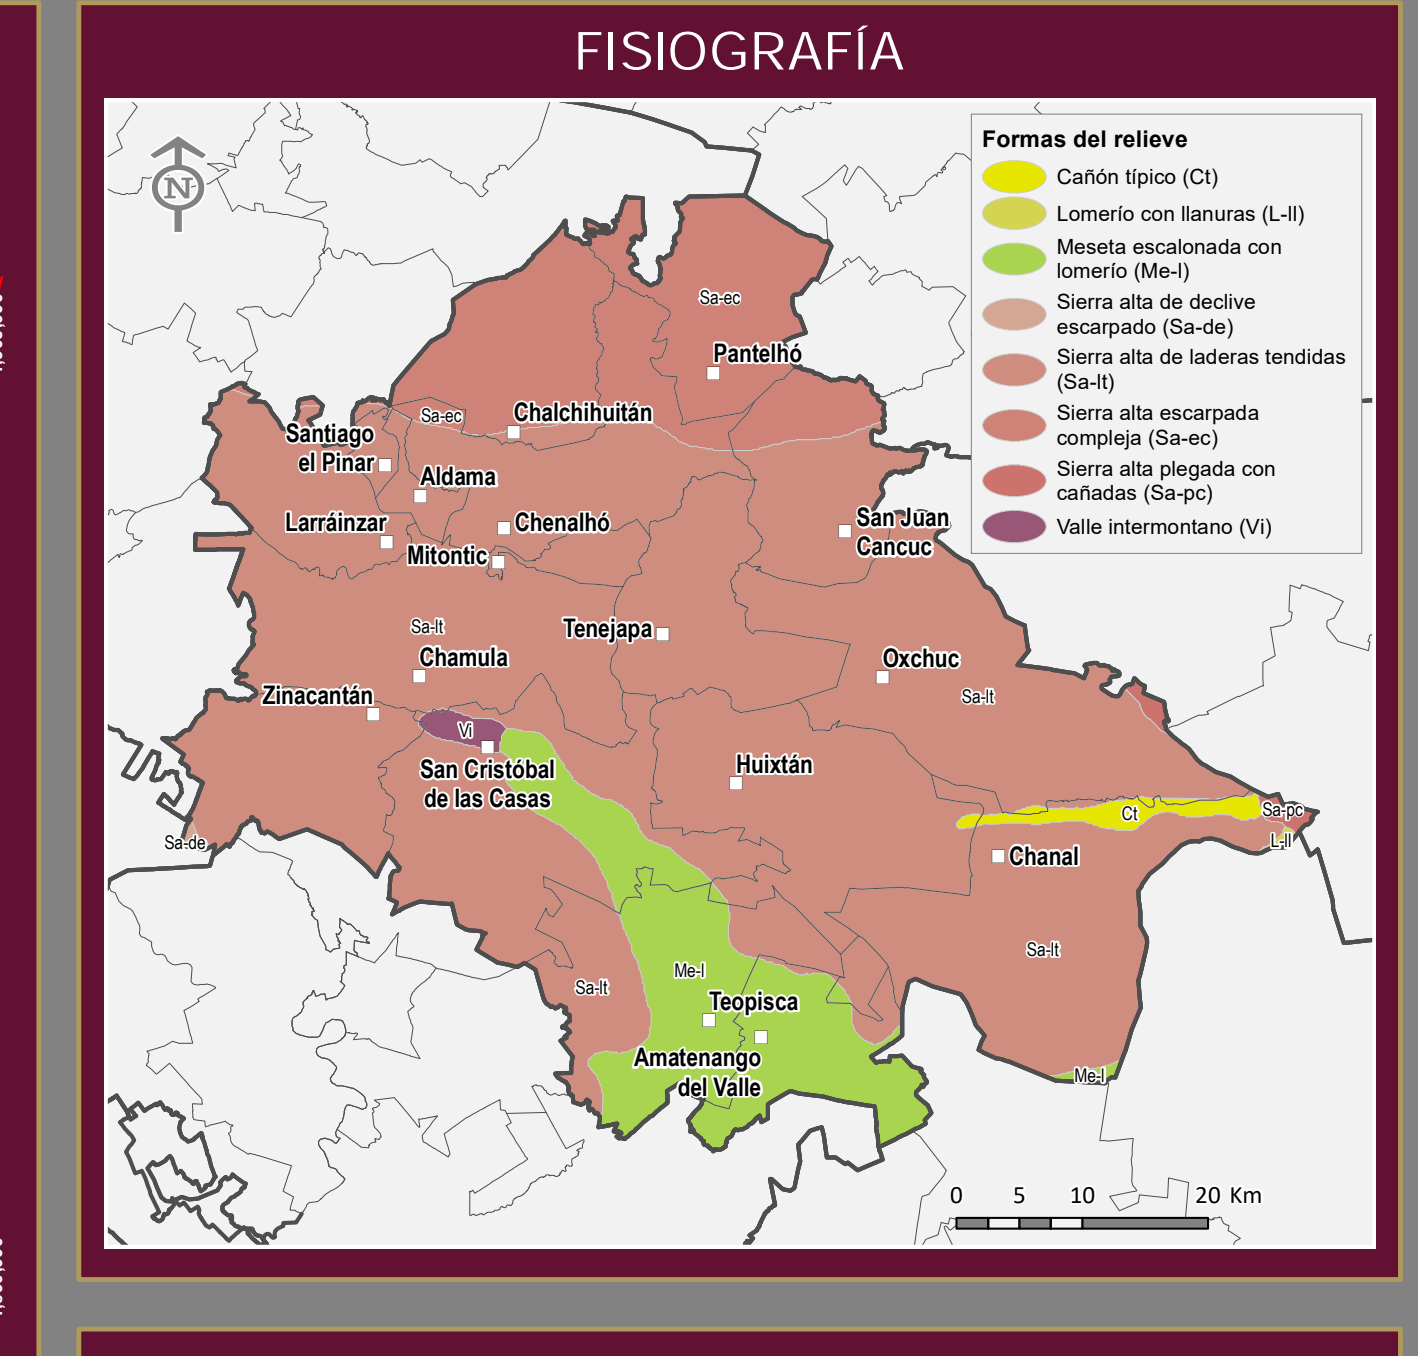 FISIOGRAFÍA
N
Formas del relieve
Cañón típico (Ct)
Lomerío con llanuras (L-ll)
Meseta escalonada con
lomerío (Me-l)
Sierra alta de declive
escarpado (Sa-de)
Sierra alta de laderas tendidas
(Sa-lt)
Sierra alta escarpada
compleja (Sa-ec)
Sierra alta plegada con
cañadas (Sa-pc)
Valle intermontano (Vi)
Sa-ec
Pantelhó
Sa-ec
Chalchihuitán
Santiago
el Pinar
Aldama
Larráinzar
Chenalhó
San Juan
Cancuc
Mitontic
Sa-lt
Tenejapa
Chamula
Oxchuc
Zinacantán
Sa-lt
Vi
San Cristóbal
de las Casas
Huixtán
Ct
Sa-pc
Sa-de
L-ll
Chanal
Sa-lt
Me-l
Sa-lt
Teopisca
Amatenango
del Valle
Me-l
0 5 10 20 Km